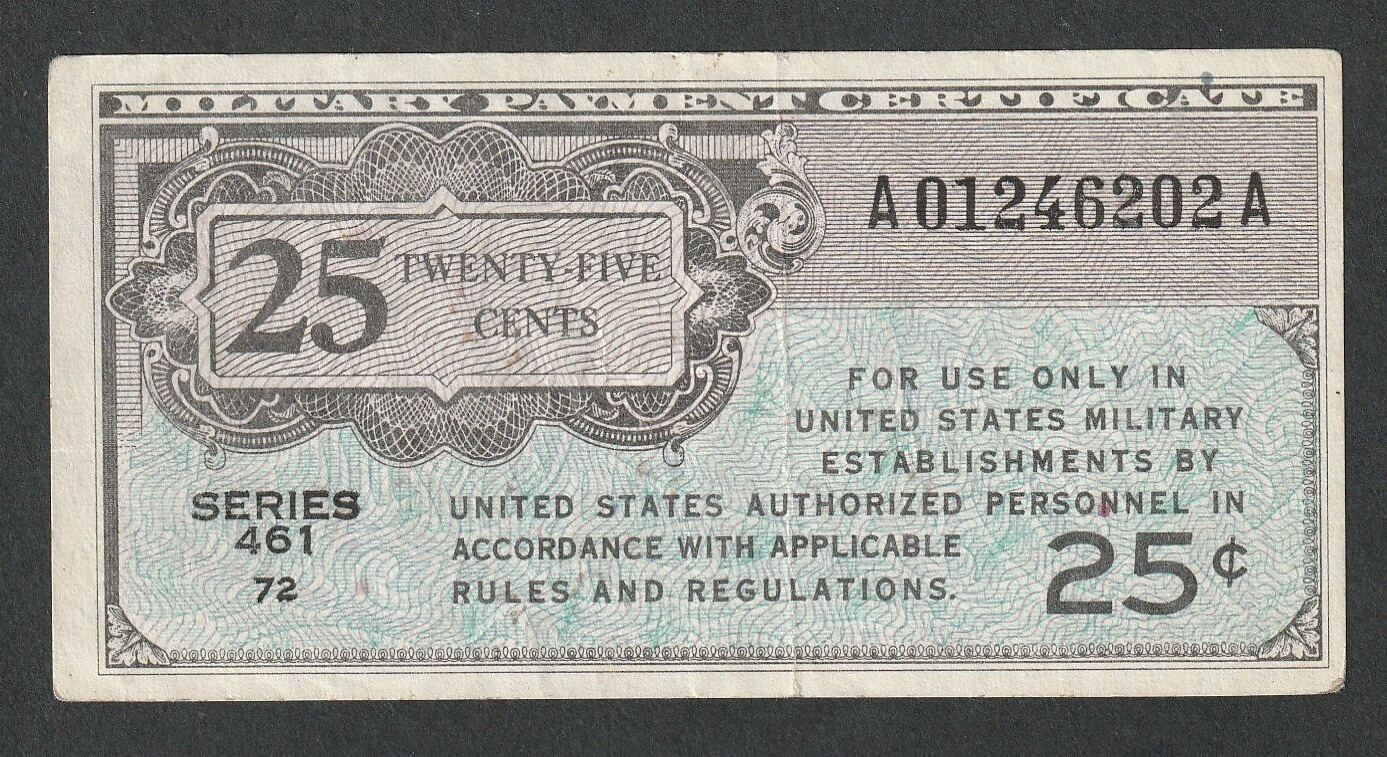 MILITARY PAYMENT CERTIFICATE
A01246202A
25 TWENTY-FIVE
CENTS
FOR USE ONLY IN
UNITED STATES MILITARY
ESTABLISHMENTS BY
UNITED STATES AUTHORIZED PERSONNEL IN
ACCORDANCE WITH APPLICABLE
RULES AND REGULATIONS.
SERIES
461
72
25¢